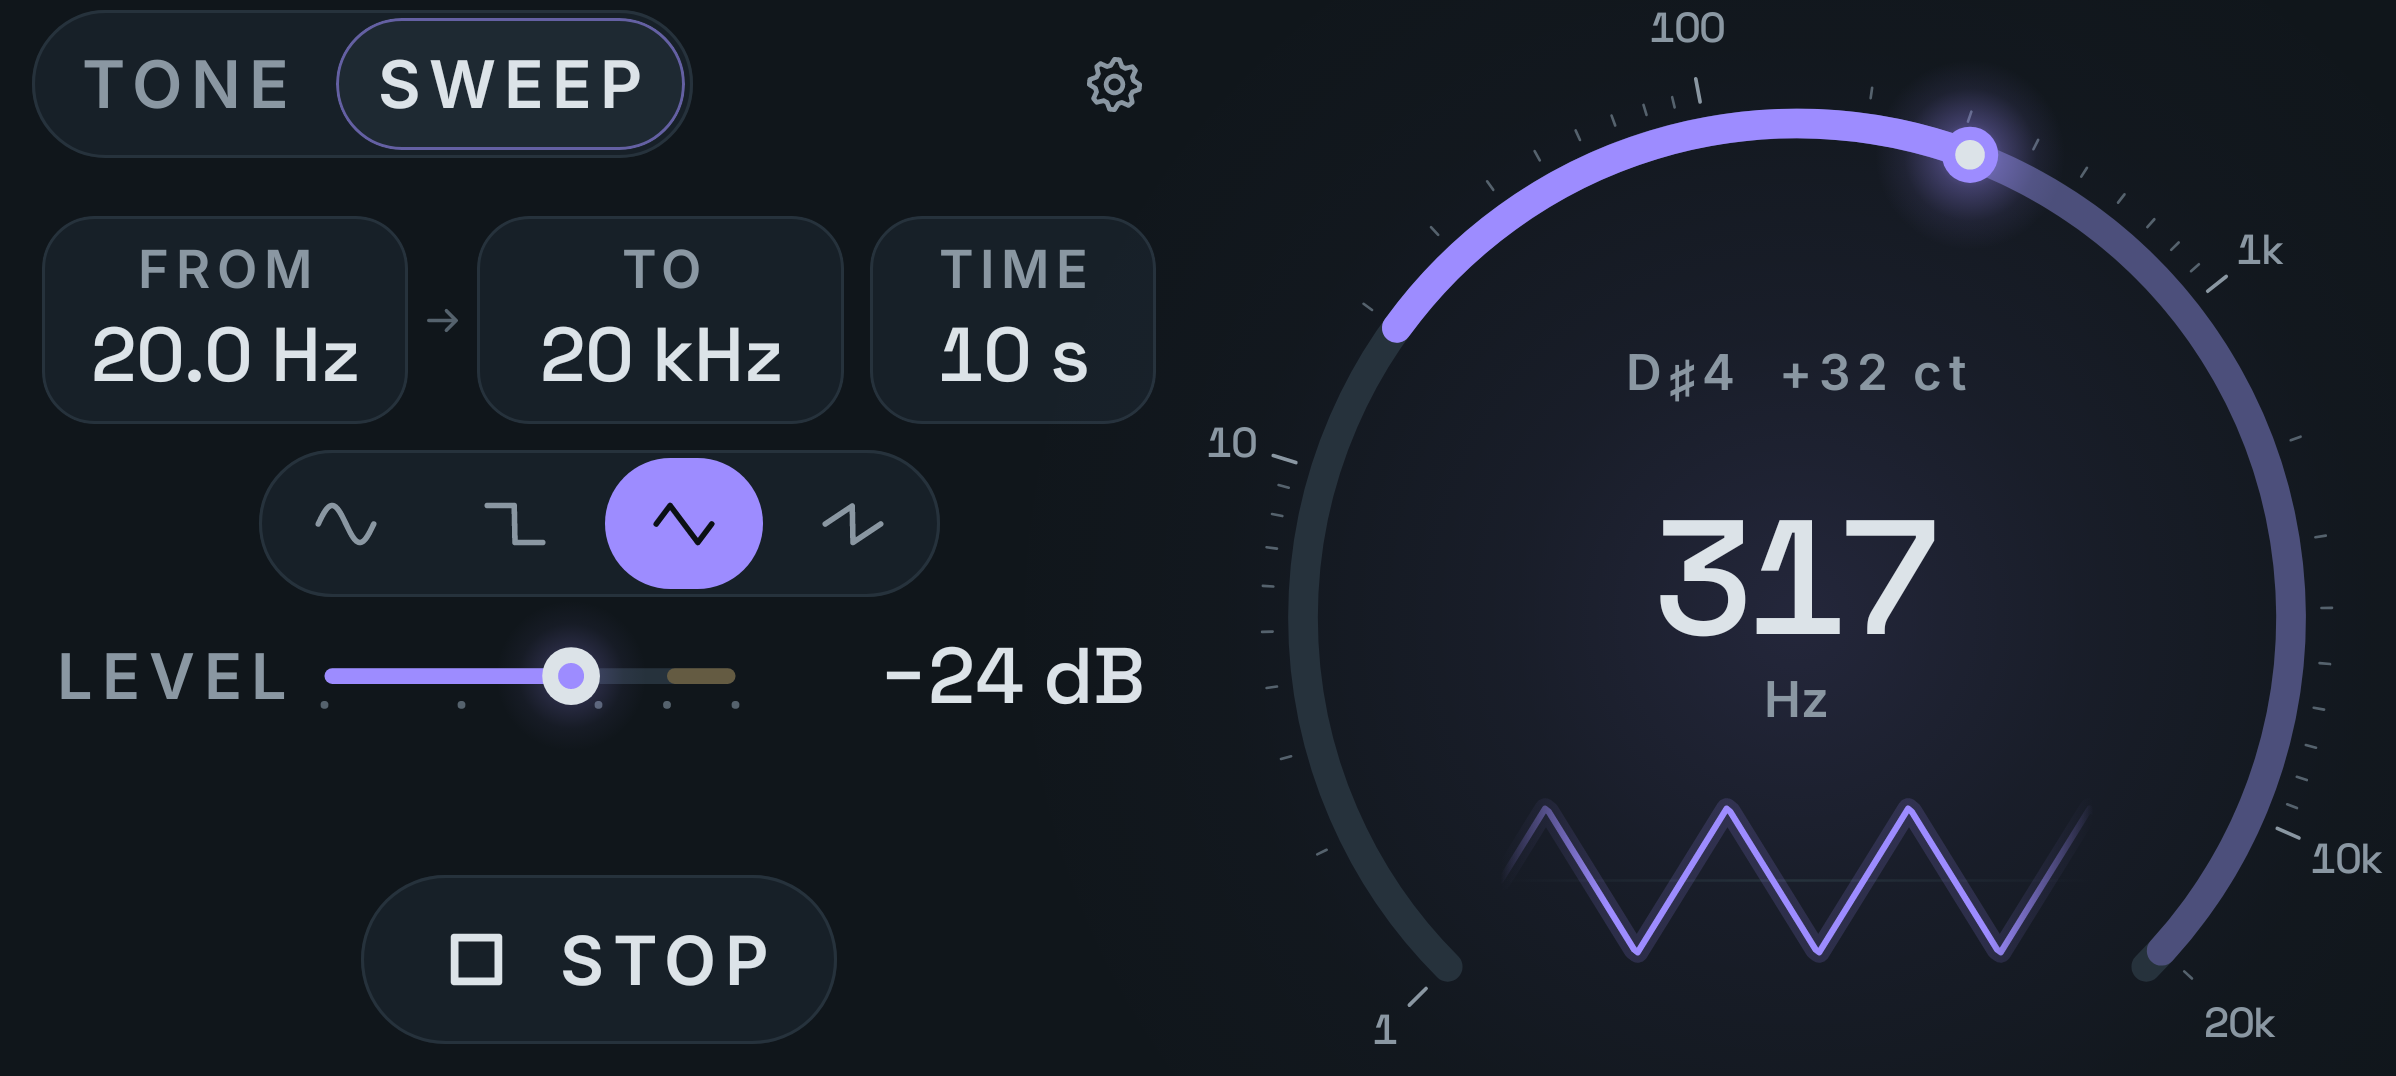 TONE SWEEP
FROM TO TIME
20.0 Hz → 20 kHz 10 s
LEVEL −24 dB
STOP
100
1k
10
D♯4 +32 ct
317
Hz
10k
1
20k